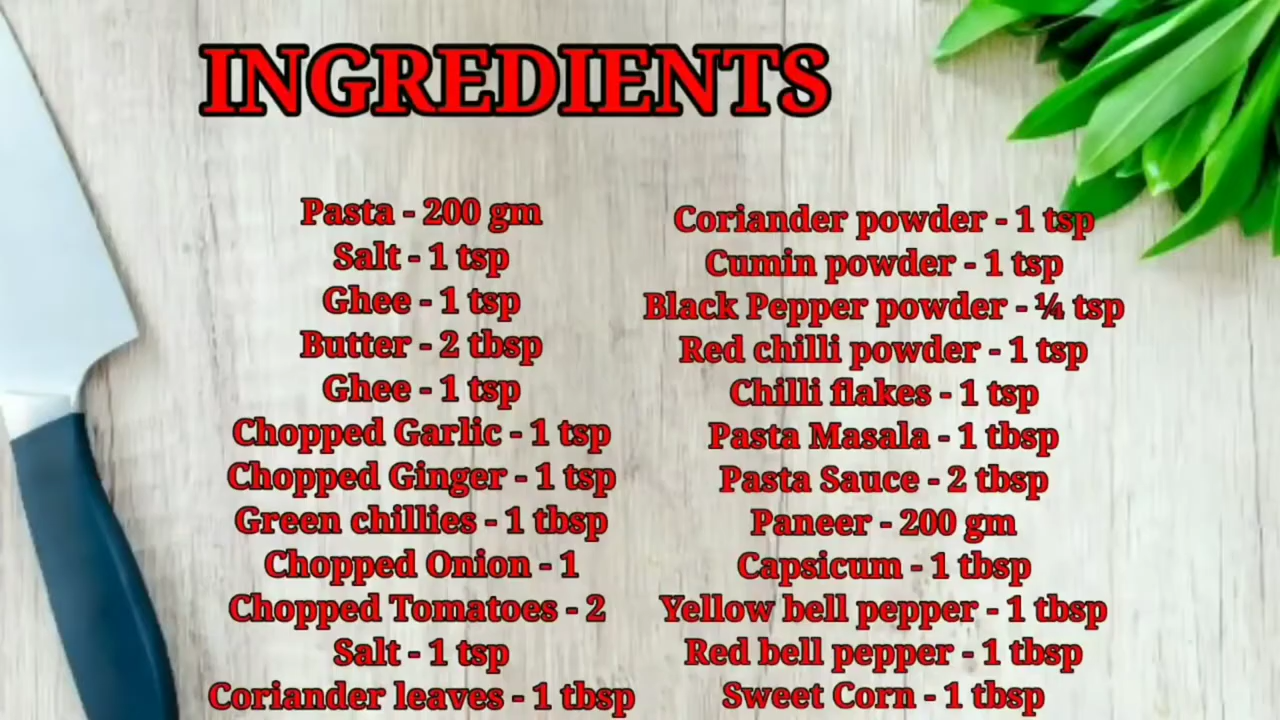 INGREDIENTS
Pasta - 200 gm
Salt - 1 tsp
Ghee - 1 tsp
Butter - 2 tbsp
Ghee - 1 tsp
Chopped Garlic - 1 tsp
Chopped Ginger - 1 tsp
Green chillies - 1 tbsp
Chopped Onion - 1
Chopped Tomatoes - 2
Salt - 1 tsp
Coriander leaves - 1 tbsp
Coriander powder - 1 tsp
Cumin powder - 1 tsp
Black Pepper powder - ¼ tsp
Red chilli powder - 1 tsp
Chilli flakes - 1 tsp
Pasta Masala - 1 tbsp
Pasta Sauce - 2 tbsp
Paneer - 200 gm
Capsicum - 1 tbsp
Yellow bell pepper - 1 tbsp
Red bell pepper - 1 tbsp
Sweet Corn - 1 tbsp